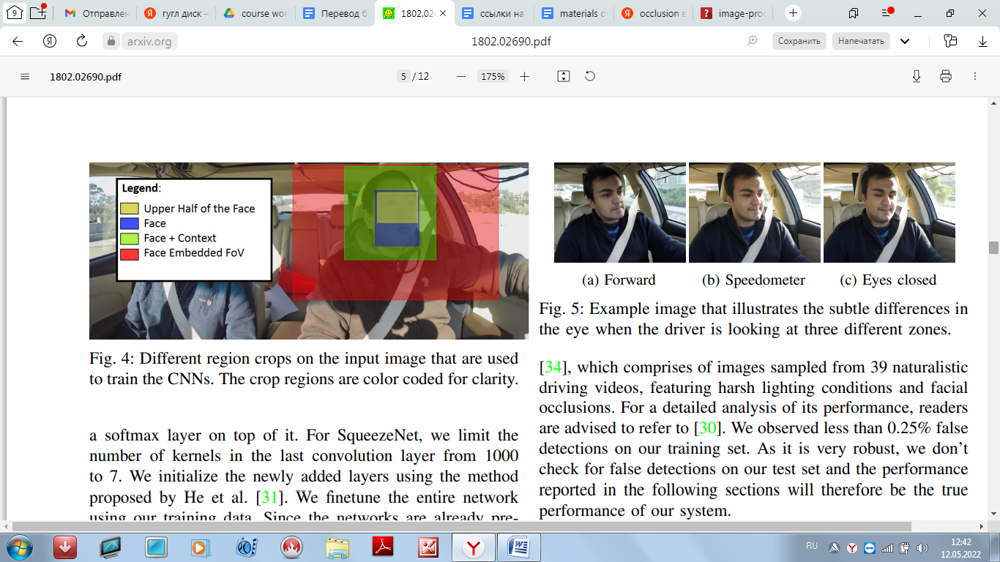 9
Отправлен
гугл диск –
course wor
Перевод б
1802.02
ссылки на
materials c
occlusion в
image-pro
arxiv.org
1802.02690.pdf
Сохранить
Напечатать
1802.02690.pdf
5 / 12
175%
Legend:
Upper Half of the Face
Face
Face + Context
Face Embedded FoV
Fig. 4: Different region crops on the input image that are used
to train the CNNs. The crop regions are color coded for clarity.
a softmax layer on top of it. For SqueezeNet, we limit the
number of kernels in the last convolution layer from 1000
to 7. We initialize the newly added layers using the method
proposed by He et al. [31]. We finetune the entire network
using our training data. Since the networks are already pre-
(a) Forward
(b) Speedometer
(c) Eyes closed
Fig. 5: Example image that illustrates the subtle differences in
the eye when the driver is looking at three different zones.
[34], which comprises of images sampled from 39 naturalistic
driving videos, featuring harsh lighting conditions and facial
occlusions. For a detailed analysis of its performance, readers
are advised to refer to [30]. We observed less than 0.25% false
detections on our training set. As it is very robust, we don’t
check for false detections on our test set and the performance
reported in the following sections will therefore be the true
performance of our system.
RU
12:42
12.05.2022